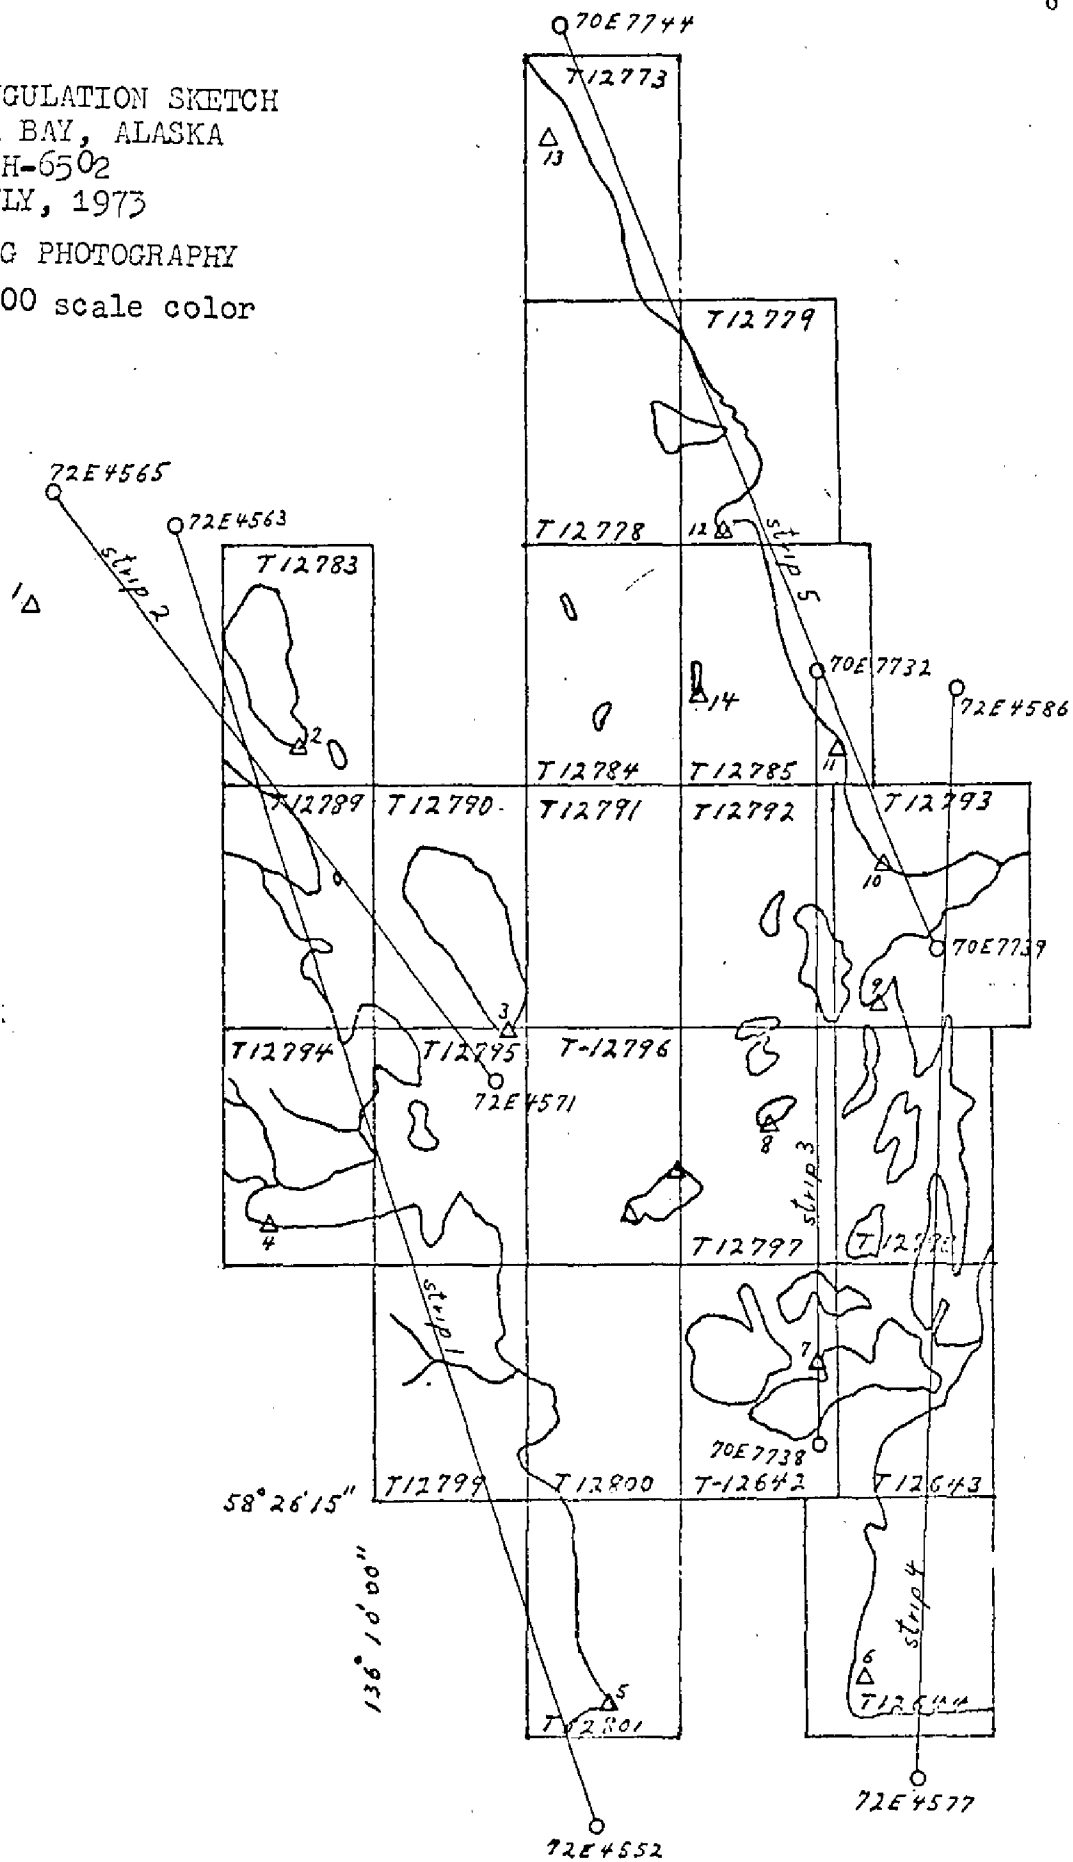 GULATION SKETCH
BAY, ALASKA
H-6502
LY, 1973
G PHOTOGRAPHY
00 scale color
70E7744
T12773
13
T12779
72E4565
72E4563
strip 2
T12778
12
strip 5
T12783
1
70E7732
14
72E4586
2
11
T12784
T12785
T12789
T12790
T12791
T12792
T12793
10
70E7739
9
3
T12794
T12795
T-12796
72E4571
8
strip 3
4
T12797
strip 1
7
70E7738
58° 26' 15"
T12799
T12800
T-12642
T12643
136° 10' 00"
strip 4
6
5
T12644
T12801
72E4577
72E4552